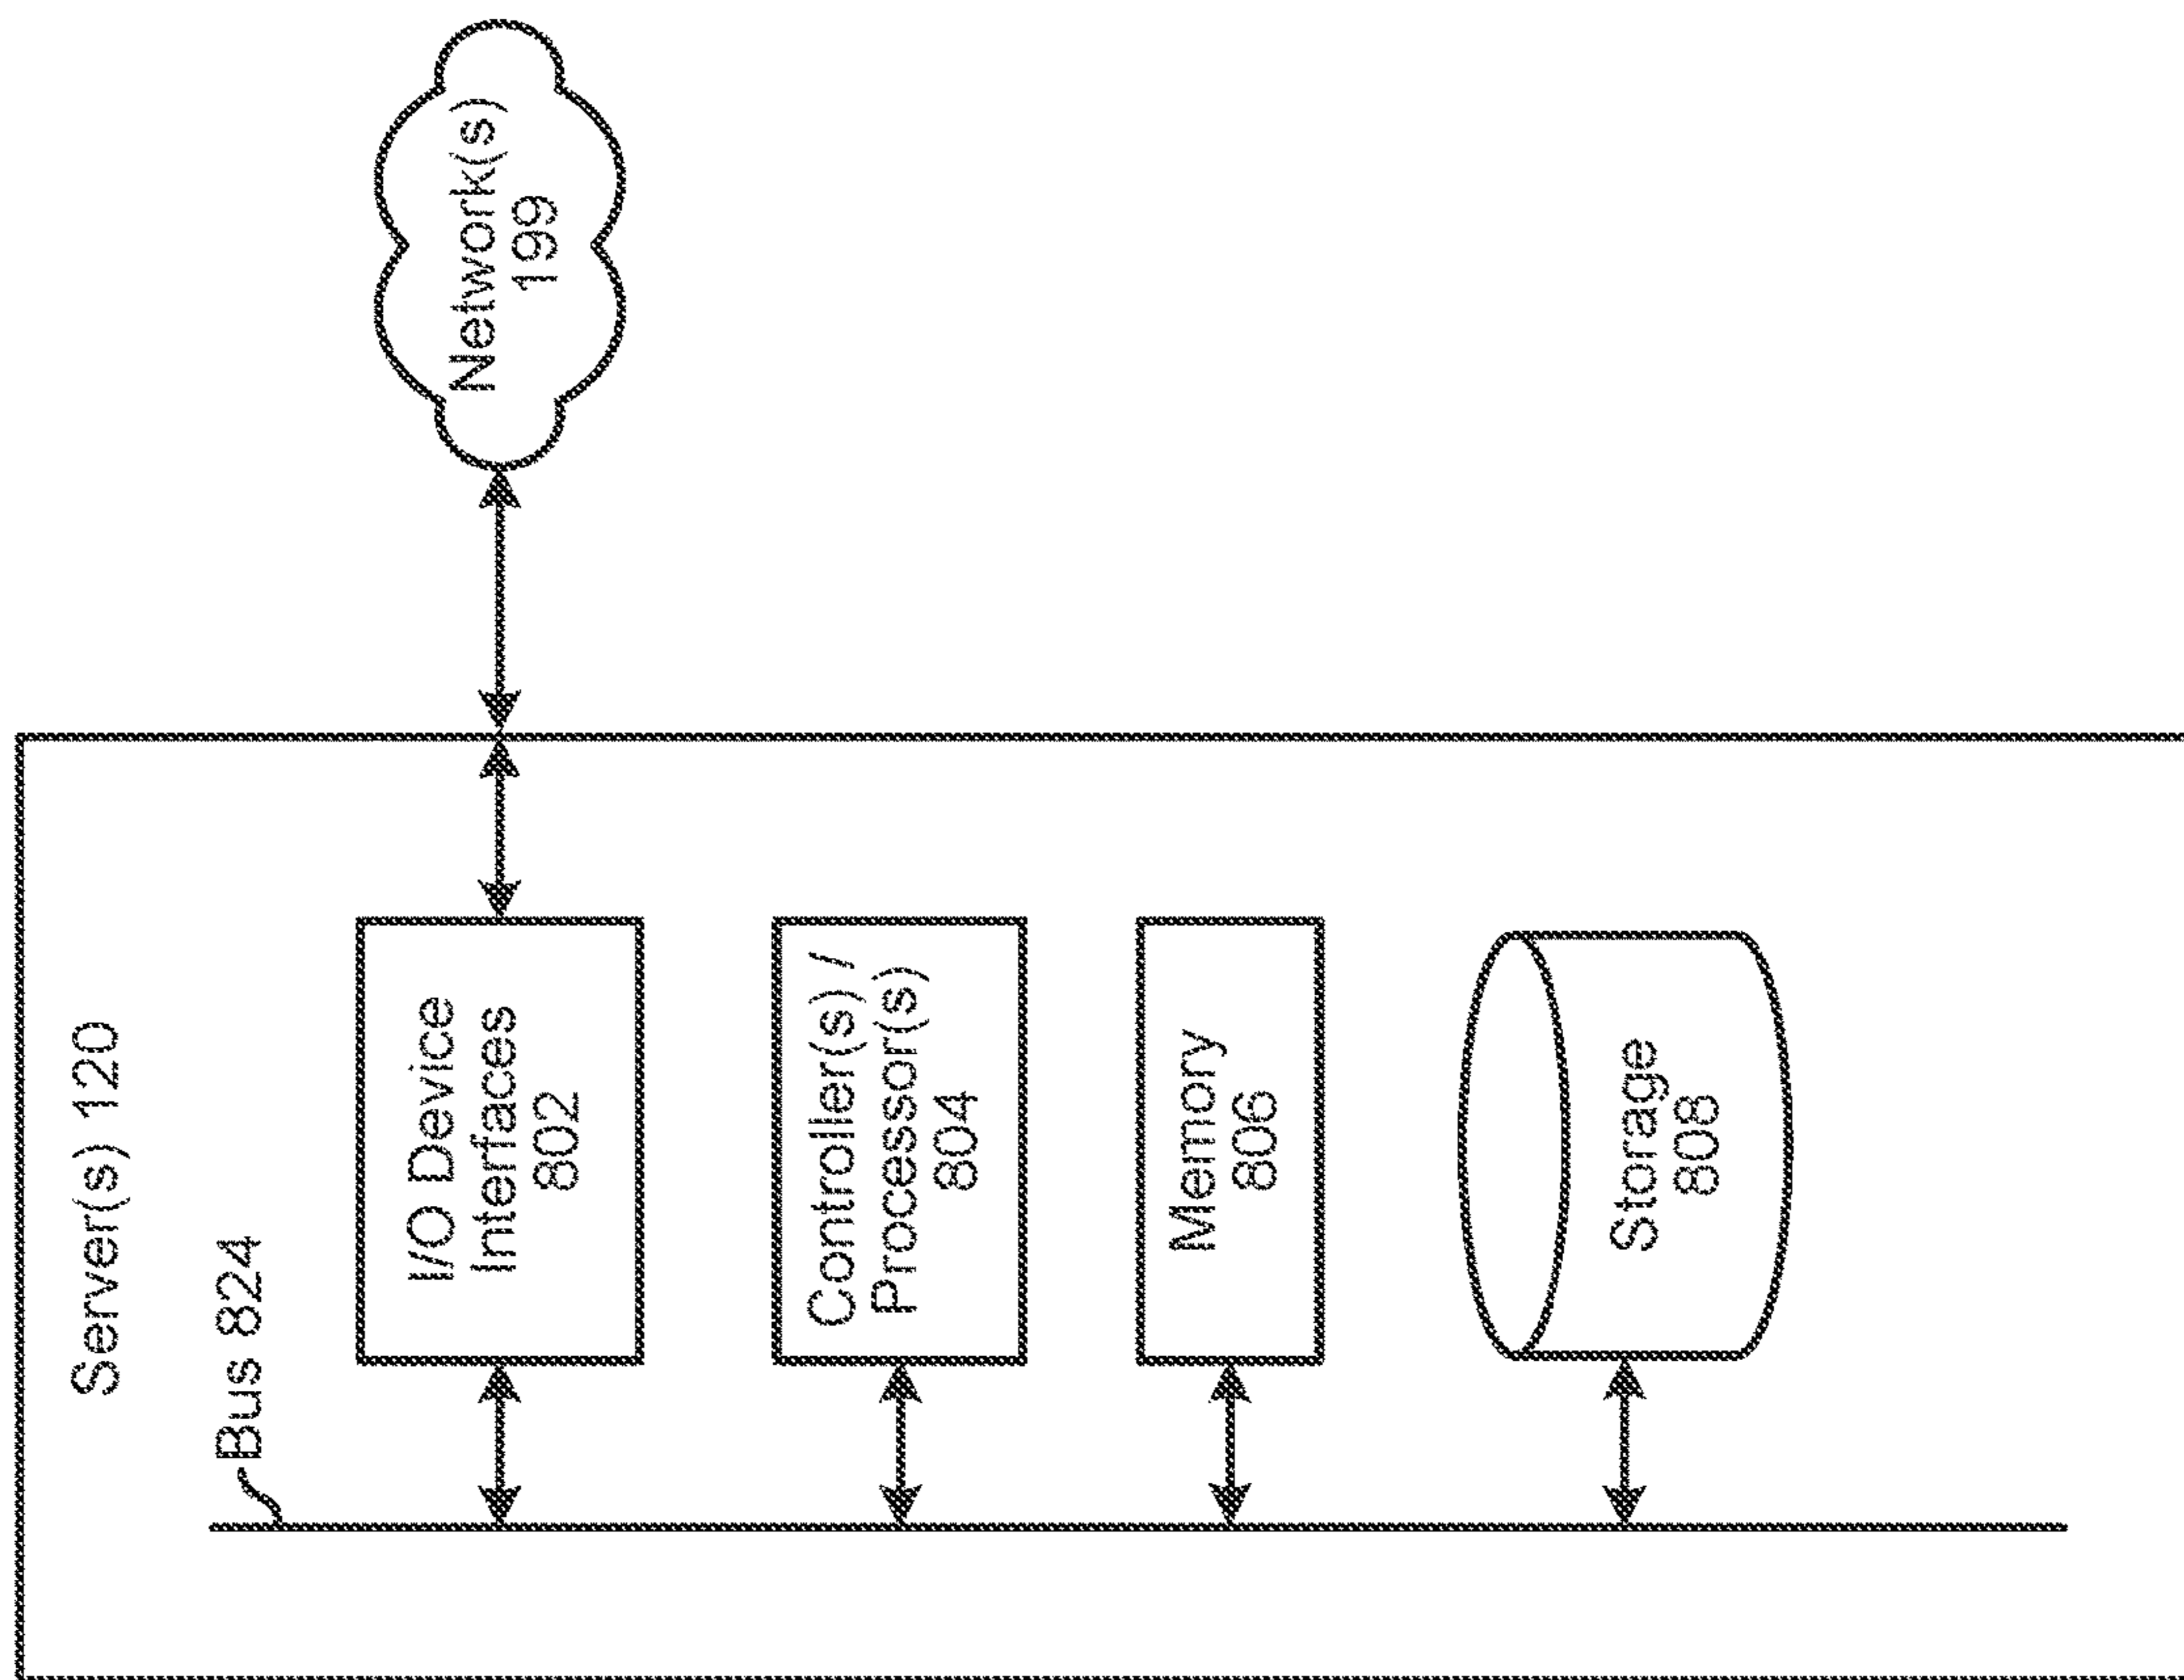 Server(s) 120
Bus 824
I/O Device
Interfaces
802
Network(s)
199
Controller(s) /
Processor(s)
804
Memory
806
Storage
808